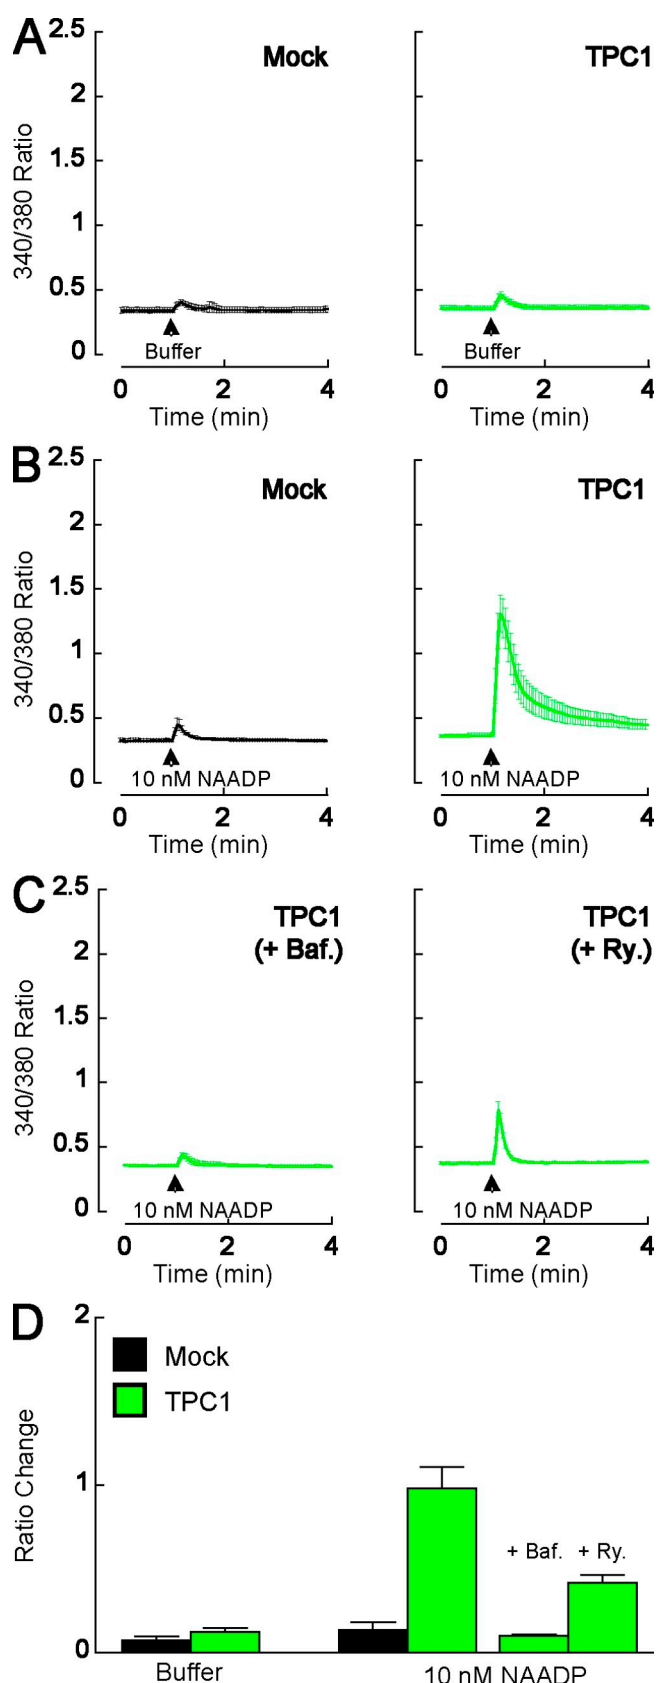 A
2.5
Mock
TPC1
2
1.5
340/380 Ratio
1
0.5
0
Buffer
Buffer
0 2 4
0 2 4
Time (min)
Time (min)
B
2.5
Mock
TPC1
2
1.5
340/380 Ratio
1
0.5
0
10 nM NAADP
10 nM NAADP
0 2 4
0 2 4
Time (min)
Time (min)
C
2.5
TPC1
(+ Baf.)
TPC1
(+ Ry.)
2
1.5
340/380 Ratio
1
0.5
0
10 nM NAADP
10 nM NAADP
0 2 4
0 2 4
Time (min)
Time (min)
D
2
Mock
TPC1
Ratio Change
1
+ Baf. + Ry.
0
Buffer
10 nM NAADP